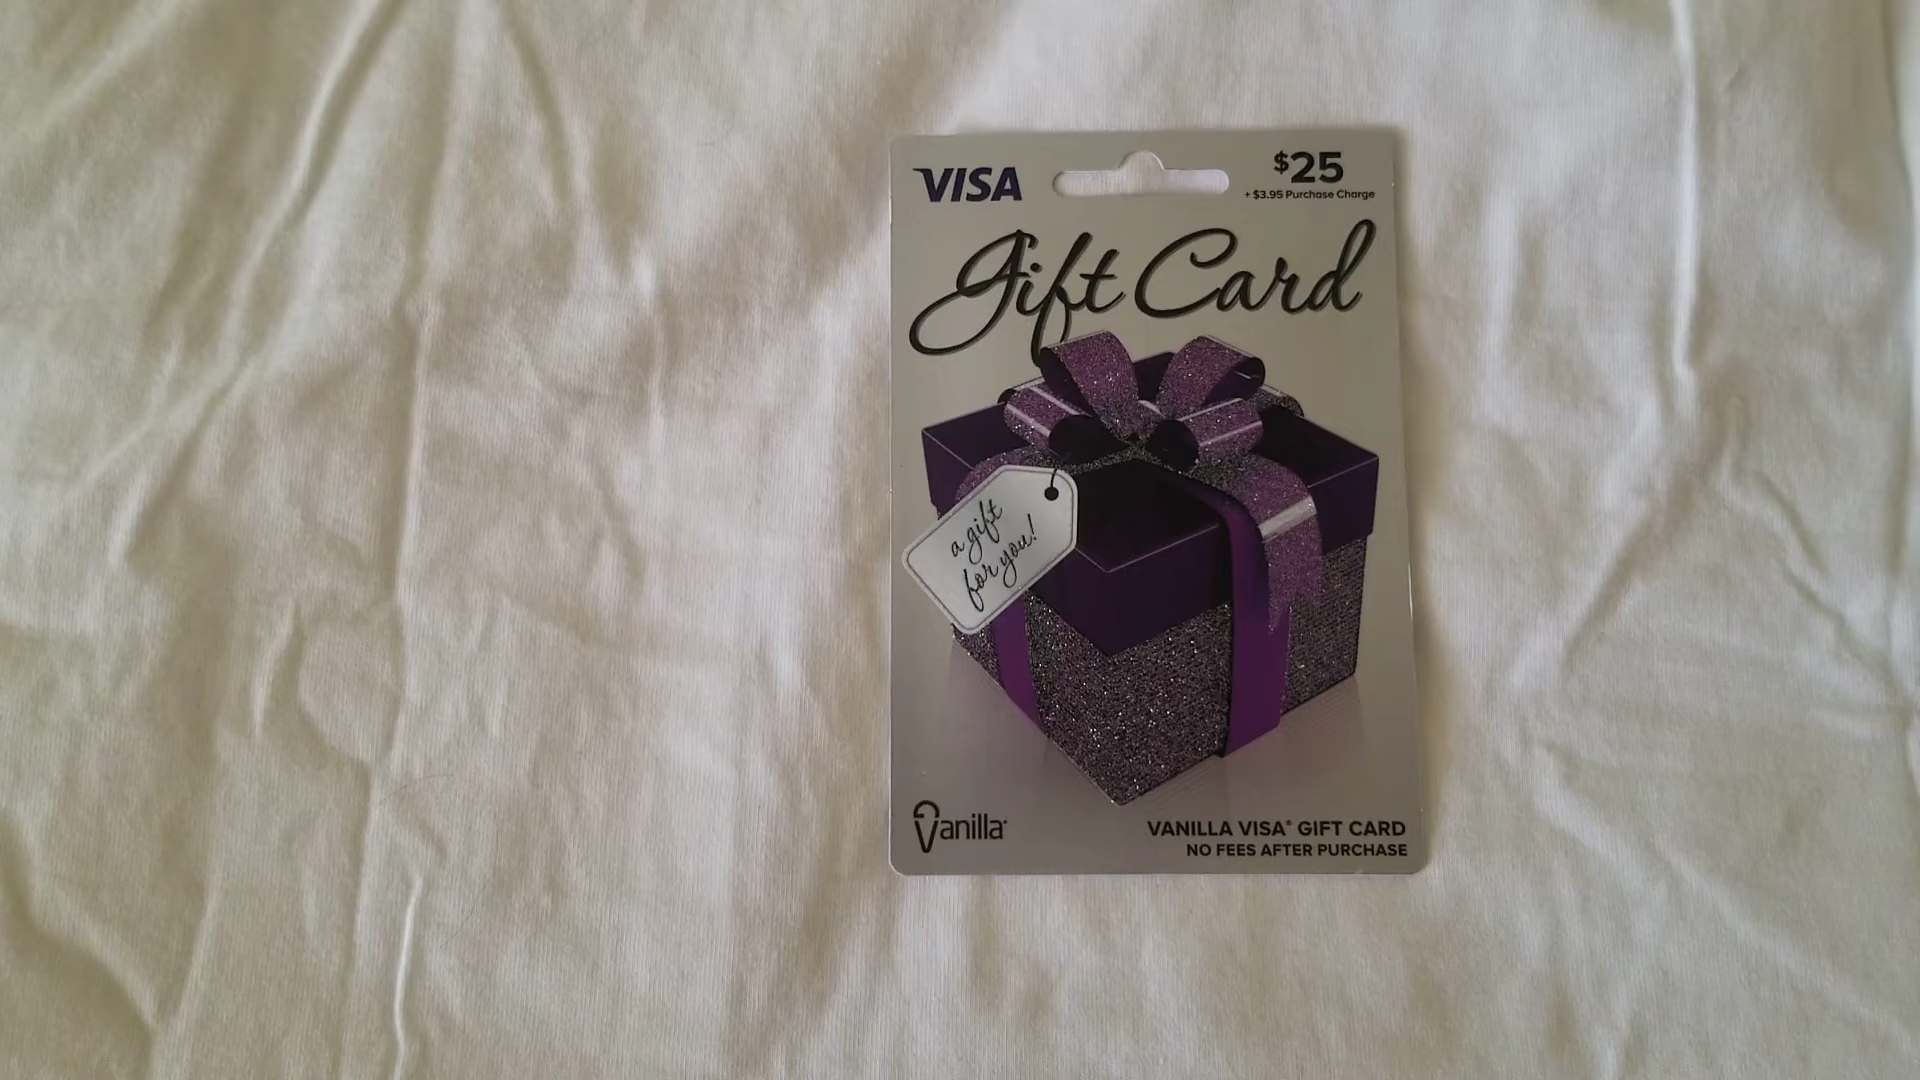 VISA
$25
+ $3.95 Purchase Charge
Gift Card
a gift
for you!
Vanilla
VANILLA VISA® GIFT CARD
NO FEES AFTER PURCHASE